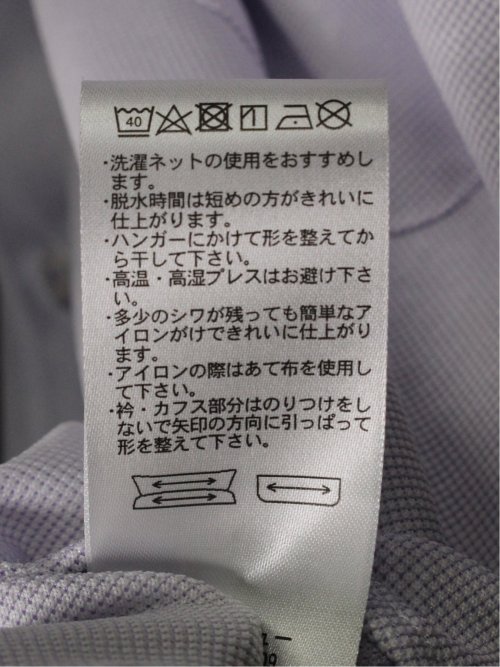 40
・洗濯ネットの使用をおすすめし
ます。
・脱水時間は短めの方がきれいに
仕上がります。
・ハンガーにかけて形を整えてか
ら干して下さい。
・高温・高湿プレスはお避け下さ
い。
・多少のシワが残っても簡単なア
イロンがけできれいに仕上がり
ます。
・アイロンの際はあて布を使用し
て下さい。
・衿・カフス部分はのりつけをし
ないで矢印の方向に引っぱって
形を整えて下さい。